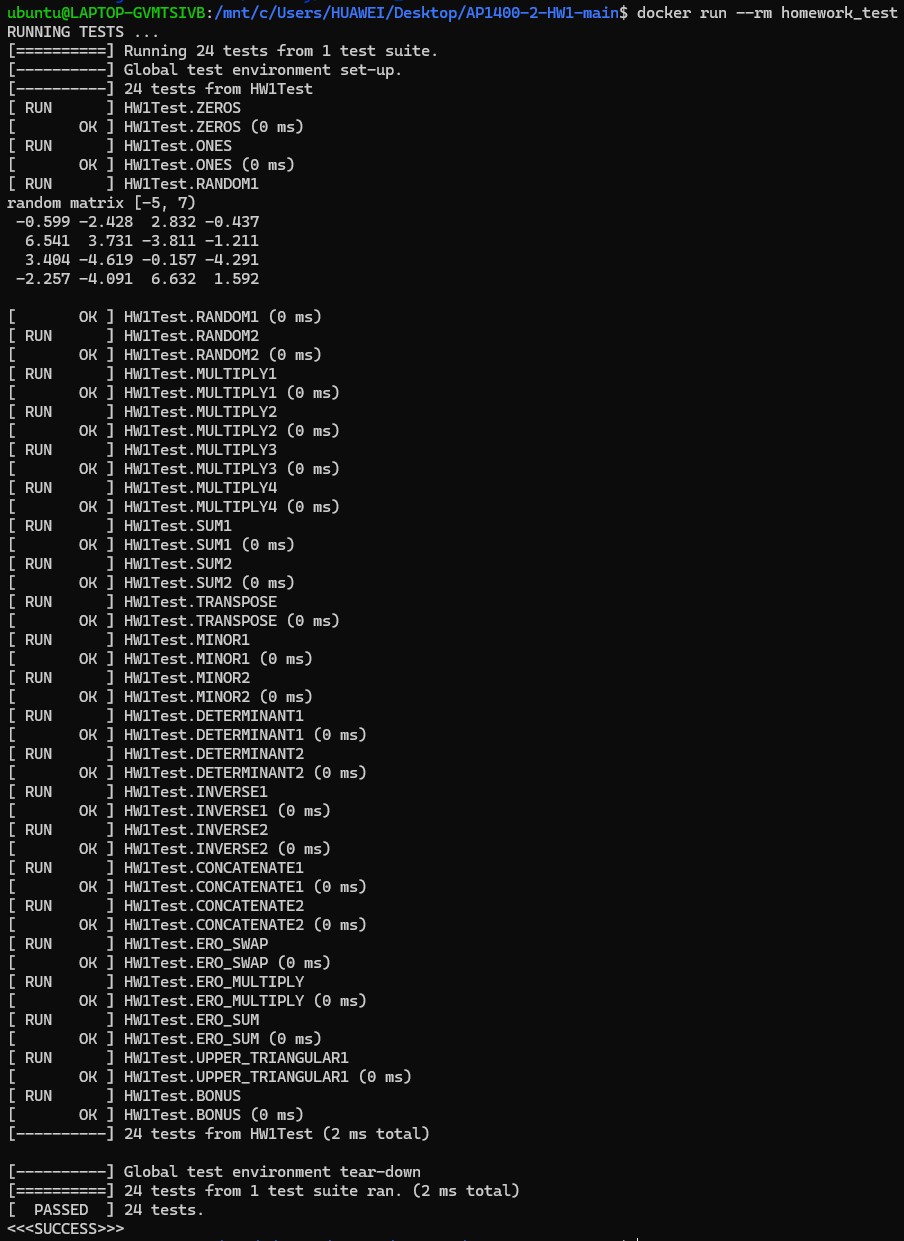 ubuntu@LAPTOP-GVMTSIVB:/mnt/c/Users/HUAWEI/Desktop/AP1400-2-HW1-main$ docker run --rm homework_test
RUNNING TESTS ...
[==========] Running 24 tests from 1 test suite.
[----------] Global test environment set-up.
[----------] 24 tests from HW1Test
[ RUN      ] HW1Test.ZEROS
[       OK ] HW1Test.ZEROS (0 ms)
[ RUN      ] HW1Test.ONES
[       OK ] HW1Test.ONES (0 ms)
[ RUN      ] HW1Test.RANDOM1
random matrix [-5, 7)
 -0.599 -2.428  2.832 -0.437
  6.541  3.731 -3.811 -1.211
  3.404 -4.619 -0.157 -4.291
 -2.257 -4.091  6.632  1.592
[       OK ] HW1Test.RANDOM1 (0 ms)
[ RUN      ] HW1Test.RANDOM2
[       OK ] HW1Test.RANDOM2 (0 ms)
[ RUN      ] HW1Test.MULTIPLY1
[       OK ] HW1Test.MULTIPLY1 (0 ms)
[ RUN      ] HW1Test.MULTIPLY2
[       OK ] HW1Test.MULTIPLY2 (0 ms)
[ RUN      ] HW1Test.MULTIPLY3
[       OK ] HW1Test.MULTIPLY3 (0 ms)
[ RUN      ] HW1Test.MULTIPLY4
[       OK ] HW1Test.MULTIPLY4 (0 ms)
[ RUN      ] HW1Test.SUM1
[       OK ] HW1Test.SUM1 (0 ms)
[ RUN      ] HW1Test.SUM2
[       OK ] HW1Test.SUM2 (0 ms)
[ RUN      ] HW1Test.TRANSPOSE
[       OK ] HW1Test.TRANSPOSE (0 ms)
[ RUN      ] HW1Test.MINOR1
[       OK ] HW1Test.MINOR1 (0 ms)
[ RUN      ] HW1Test.MINOR2
[       OK ] HW1Test.MINOR2 (0 ms)
[ RUN      ] HW1Test.DETERMINANT1
[       OK ] HW1Test.DETERMINANT1 (0 ms)
[ RUN      ] HW1Test.DETERMINANT2
[       OK ] HW1Test.DETERMINANT2 (0 ms)
[ RUN      ] HW1Test.INVERSE1
[       OK ] HW1Test.INVERSE1 (0 ms)
[ RUN      ] HW1Test.INVERSE2
[       OK ] HW1Test.INVERSE2 (0 ms)
[ RUN      ] HW1Test.CONCATENATE1
[       OK ] HW1Test.CONCATENATE1 (0 ms)
[ RUN      ] HW1Test.CONCATENATE2
[       OK ] HW1Test.CONCATENATE2 (0 ms)
[ RUN      ] HW1Test.ERO_SWAP
[       OK ] HW1Test.ERO_SWAP (0 ms)
[ RUN      ] HW1Test.ERO_MULTIPLY
[       OK ] HW1Test.ERO_MULTIPLY (0 ms)
[ RUN      ] HW1Test.ERO_SUM
[       OK ] HW1Test.ERO_SUM (0 ms)
[ RUN      ] HW1Test.UPPER_TRIANGULAR1
[       OK ] HW1Test.UPPER_TRIANGULAR1 (0 ms)
[ RUN      ] HW1Test.BONUS
[       OK ] HW1Test.BONUS (0 ms)
[----------] 24 tests from HW1Test (2 ms total)
[----------] Global test environment tear-down
[==========] 24 tests from 1 test suite ran. (2 ms total)
[  PASSED  ] 24 tests.
<<<SUCCESS>>>